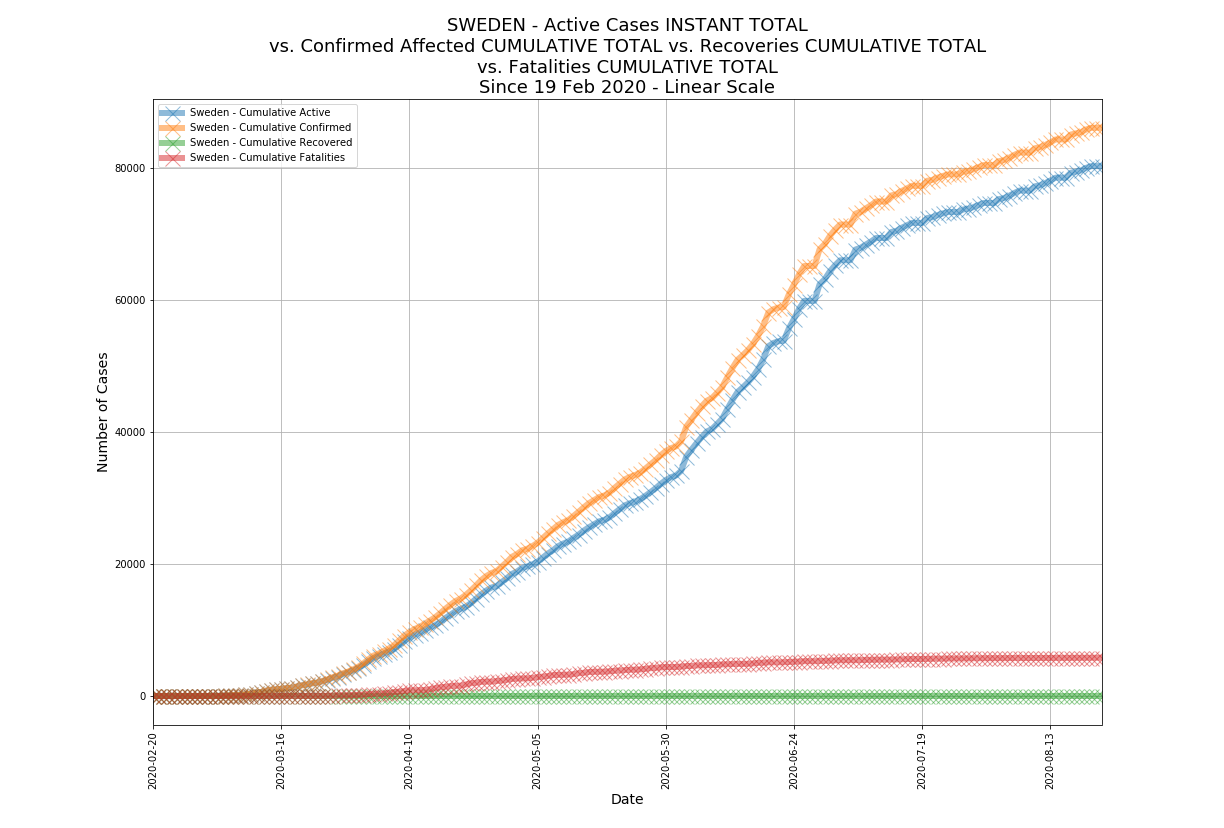 SWEDEN - Active Cases INSTANT TOTAL
vs. Confirmed Affected CUMULATIVE TOTAL vs. Recoveries CUMULATIVE TOTAL
vs. Fatalities CUMULATIVE TOTAL
Since 19 Feb 2020 - Linear Scale
Sweden - Cumulative Active
Sweden - Cumulative Confirmed
Sweden - Cumulative Recovered
Sweden - Cumulative Fatalities
Number of Cases
80000
60000
40000
20000
0
2020-02-20
2020-03-16
2020-04-10
2020-05-05
2020-05-30
2020-06-24
2020-07-19
2020-08-13
Date